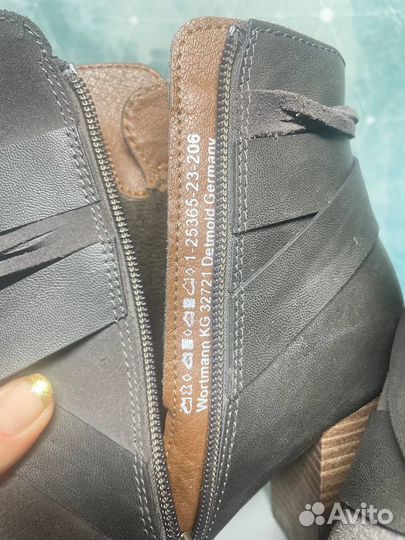 1-25365-23-206
Wortmann KG 32721 Detmold Germany
Avito